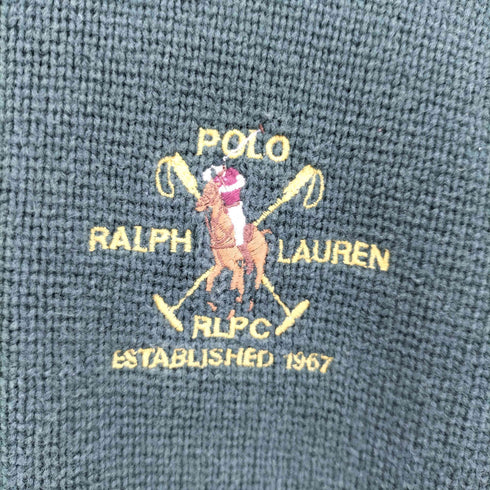 POLO
RALPH LAUREN
RLPC
ESTABLISHED 1967